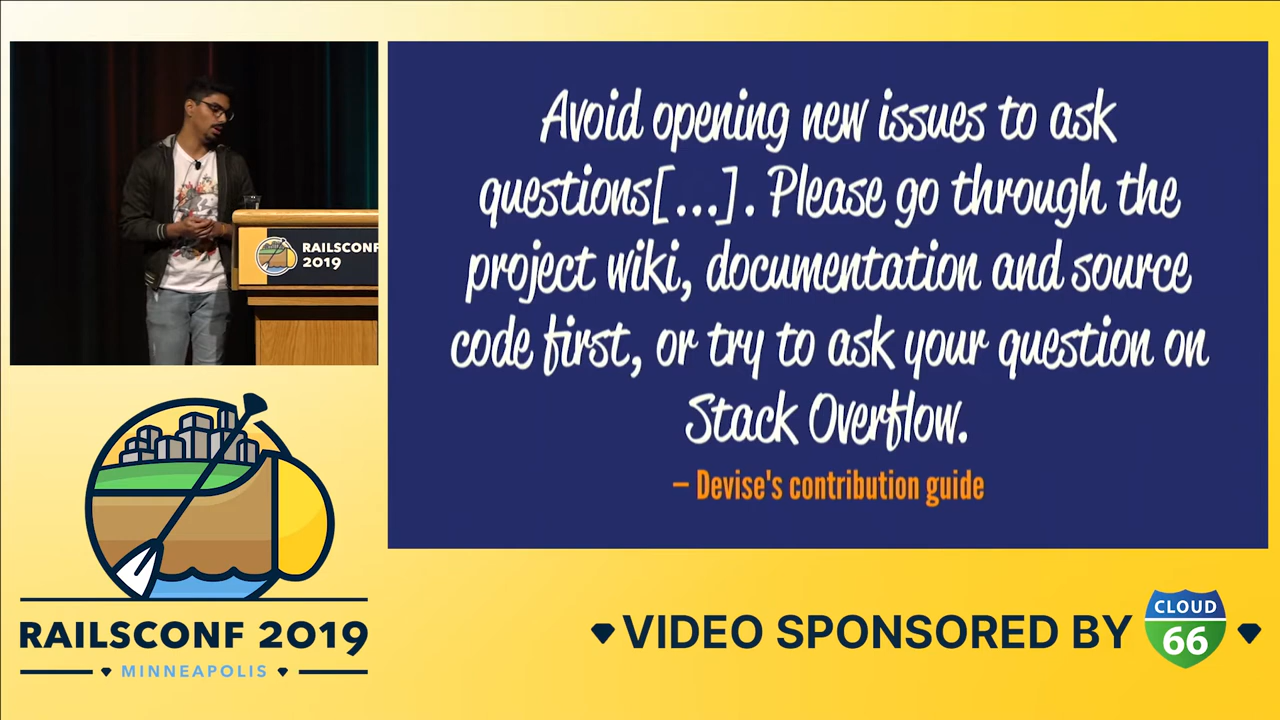 Avoid opening new issues to ask
questions[...]. Please go through the
project wiki, documentation and source
code first, or try to ask your question on
Stack Overflow.
– Devise's contribution guide
RAILSCONF
2019
RAILSCONF 2019
MINNEAPOLIS
VIDEO SPONSORED BY
CLOUD
66